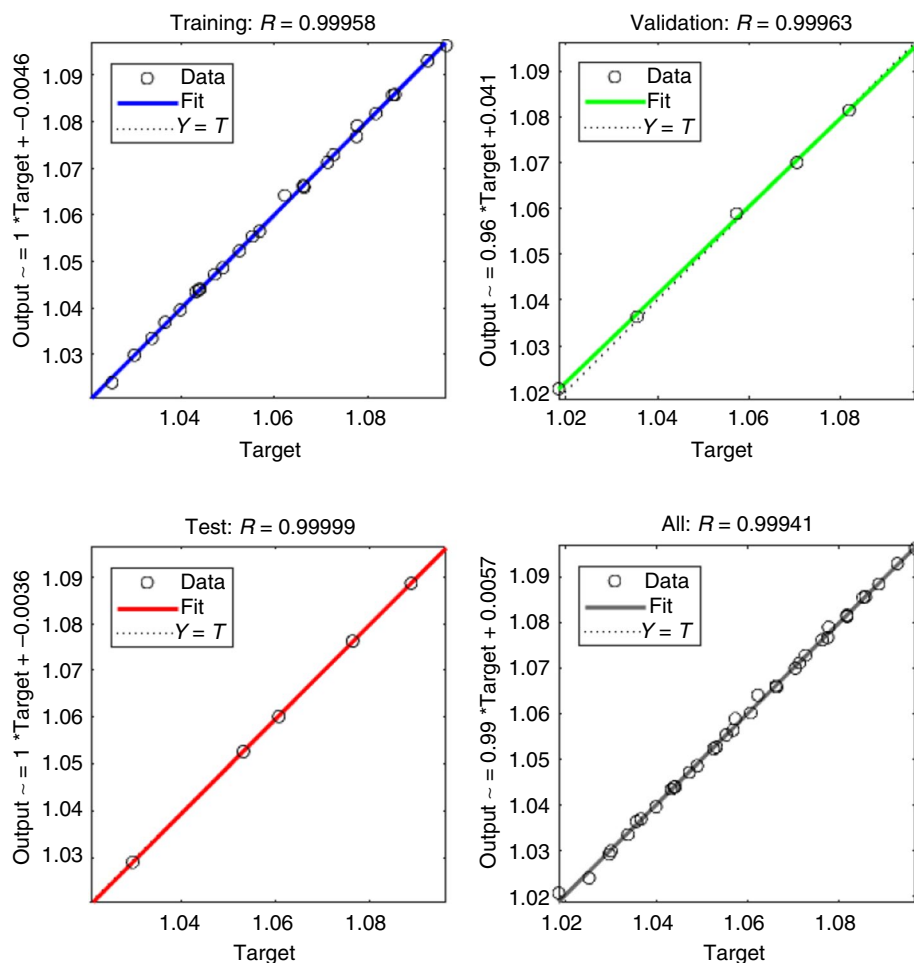 Training: R = 0.99958
Output ~ = 1 *Target + −0.0046
1.09
1.08
1.07
1.06
1.05
1.04
1.03
Data
Fit
Y = T
1.04
1.06
1.08
Target
Validation: R = 0.99963
Output ~ = 0.96 *Target +0.041
1.09
1.08
1.07
1.06
1.05
1.04
1.03
1.02
Data
Fit
Y = T
1.02
1.04
1.06
1.08
Target
Test: R = 0.99999
Output ~ = 1 *Target + −0.0036
1.09
1.08
1.07
1.06
1.05
1.04
1.03
Data
Fit
Y = T
1.04
1.06
1.08
Target
All: R = 0.99941
Output ~ = 0.99 *Target + 0.0057
1.09
1.08
1.07
1.06
1.05
1.04
1.03
1.02
Data
Fit
Y = T
1.02
1.04
1.06
1.08
Target